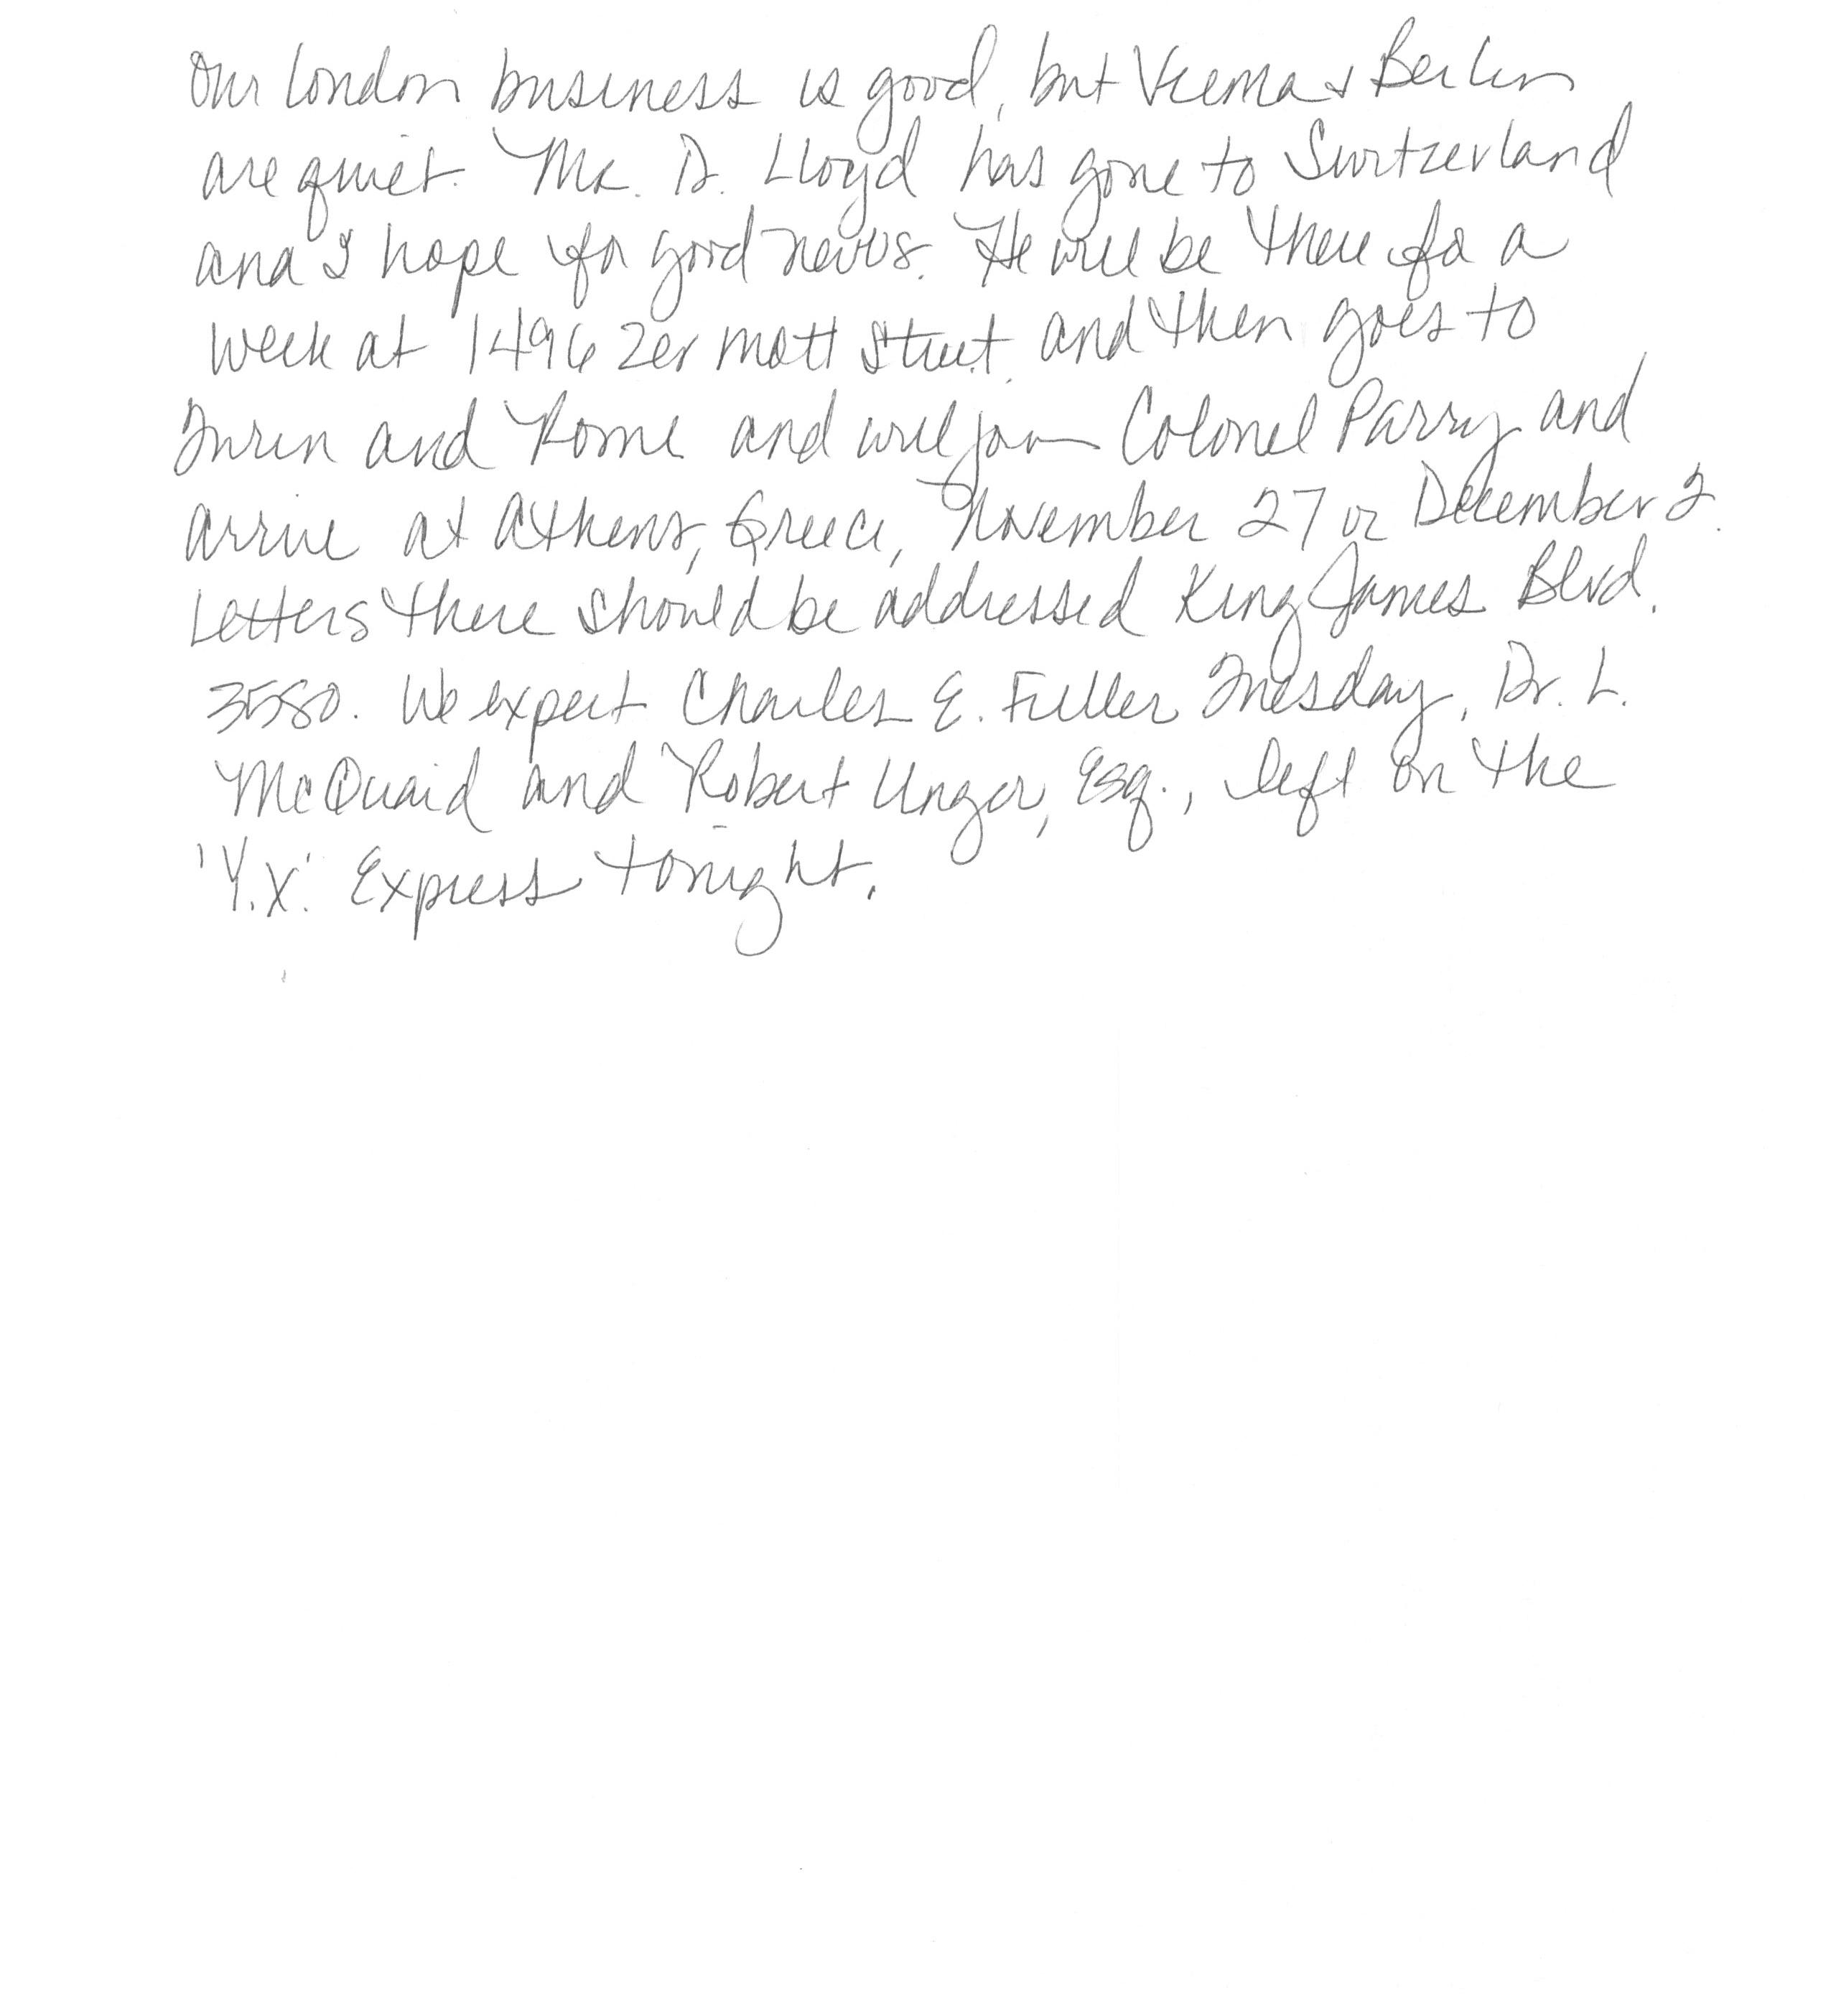 Our London business is good, but Vienna & Berlin
are quiet. Mr. D. Lloyd has gone to Switzerland
and I hope for good news. He will be there for a
week at 1496 Zermatt Street and then goes to
Turin and Rome and will join Colonel Parry and
arrive at Athens, Greece, November 27 or December 2.
Letters there should be addressed King James Blvd.
3580. We expect Charles E. Fuller Tuesday. Dr. L.
McQuaid and Robert Unger, Esq., left on the
'Y.X.' Express tonight.